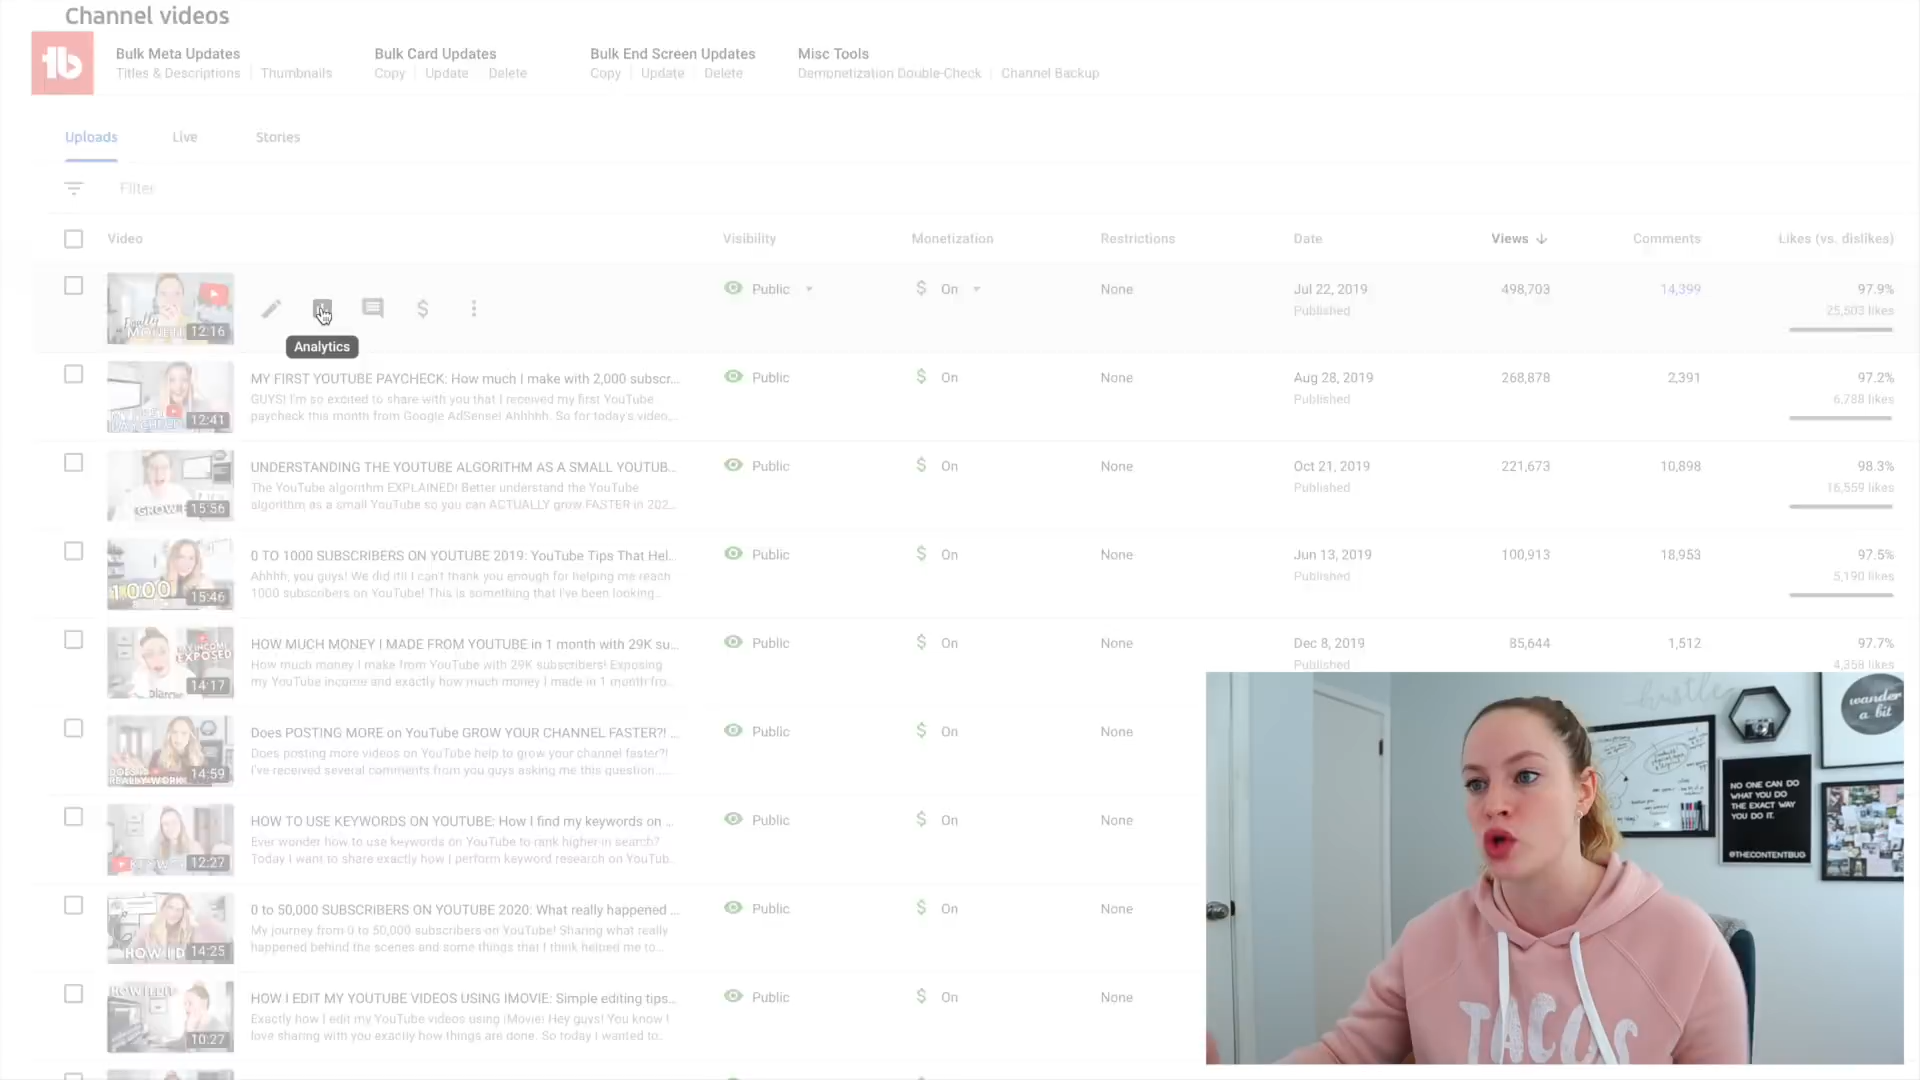 Channel videos
tb
Bulk Meta Updates
Titles & Descriptions
Thumbnails
Bulk Card Updates
Copy
Update
Delete
Bulk End Screen Updates
Copy
Update
Delete
Misc Tools
Demonetization Double-Check
Channel Backup
Uploads
Live
Stories
Filter
Video
Visibility
Monetization
Restrictions
Date
Views
Comments
Likes (vs. dislikes)
Finally
12:16
$
Analytics
Public
$
On
None
Jul 22, 2019
Published
498,703
14,399
97.9%
25,503 likes
12:41
MY FIRST YOUTUBE PAYCHECK: How much I make with 2,000 subscr...
GUYS! I'm so excited to share with you that I received my first YouTube
paycheck this month from Google AdSense! Ahhhhh. So for today's video,...
Public
$
On
None
Aug 28, 2019
Published
268,878
2,391
97.2%
6,788 likes
GROW
15:56
UNDERSTANDING THE YOUTUBE ALGORITHM AS A SMALL YOUTUB...
The YouTube algorithm EXPLAINED! Better understand the YouTube
algorithm as a small YouTube so you can ACTUALLY grow FASTER in 202...
Public
$
On
None
Oct 21, 2019
Published
221,673
10,898
98.3%
16,559 likes
1,000
15:46
0 TO 1000 SUBSCRIBERS ON YOUTUBE 2019: YouTube Tips That Hel...
Ahhhh, you guys! We did it!! I can't thank you enough for helping me reach
1000 subscribers on YouTube! This is something that I've been looking...
Public
$
On
None
Jun 13, 2019
Published
100,913
18,953
97.5%
5,190 likes
MY INCOME
EXPOSED
14:17
HOW MUCH MONEY I MADE FROM YOUTUBE in 1 month with 29K su...
How much money I make from YouTube with 29K subscribers! Exposing
my YouTube income and exactly how much money I made in 1 month fro...
Public
$
On
None
Dec 8, 2019
Published
85,644
1,512
97.7%
4,358 likes
DOES IT
REALLY WORK
14:59
Does POSTING MORE on YouTube GROW YOUR CHANNEL FASTER?! ...
Does posting more videos on YouTube help to grow your channel faster?!
I've received several comments from you guys asking me this question....
Public
$
On
None
12:27
HOW TO USE KEYWORDS ON YOUTUBE: How I find my keywords on ...
Ever wonder how to use keywords on YouTube to rank higher in search?
Today I want to share exactly how I perform keyword research on YouTub...
Public
$
On
None
HOW I D
14:25
0 to 50,000 SUBSCRIBERS ON YOUTUBE 2020: What really happened ...
My journey from 0 to 50,000 subscribers on YouTube! Sharing what really
happened behind the scenes and some things that I think helped me to...
Public
$
On
None
HOW I EDIT
10:27
HOW I EDIT MY YOUTUBE VIDEOS USING IMOVIE: Simple editing tips...
Exactly how I edit my YouTube videos using iMovie! Hey guys! You know I
love sharing with you exactly how things are done. So today I wanted to...
Public
$
On
None
hustle
wander
a bit
NO ONE CAN DO
WHAT YOU DO
THE EXACT WAY
YOU DO IT.
@THECONTENTBUG
TACOS